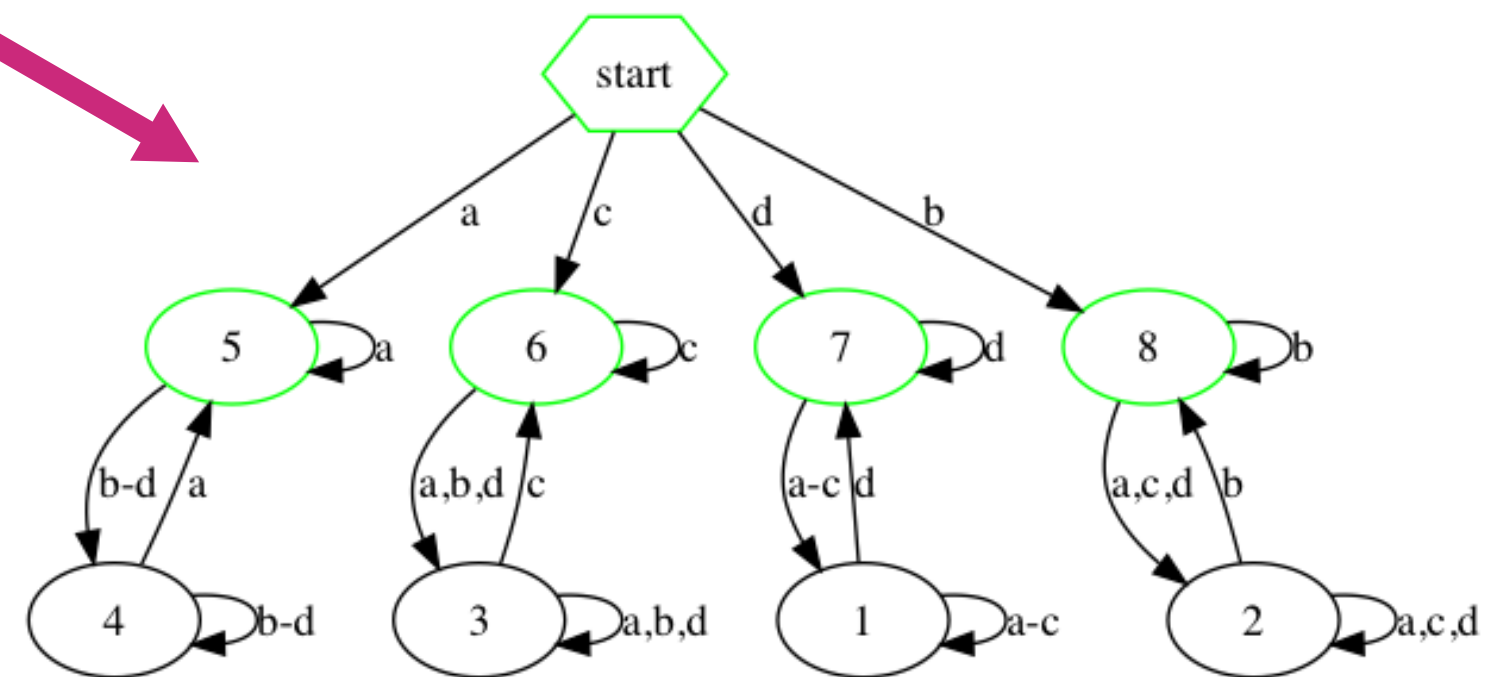 start
a c d b
5 a 6 c 7 d 8 b
b-d a a,b,d c a-c d a,c,d b
4 b-d 3 a,b,d 1 a-c 2 a,c,d